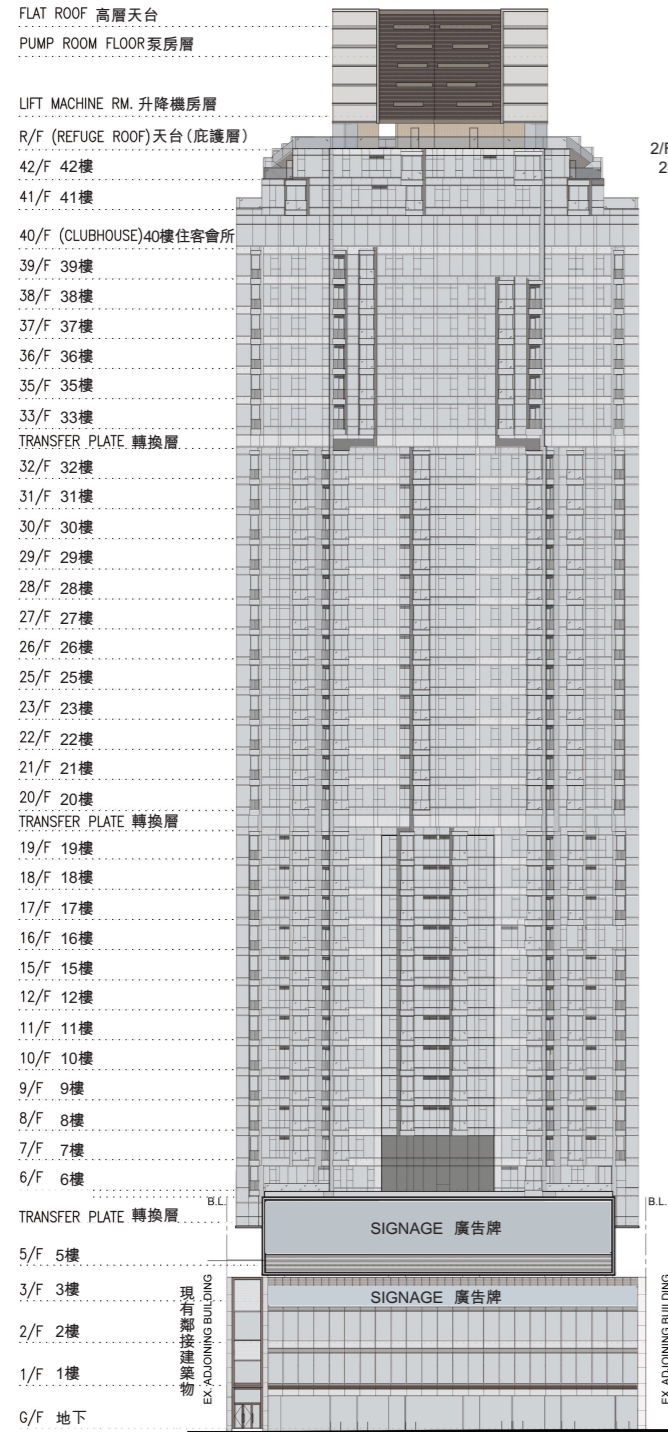 FLAT ROOF 高層天台
PUMP ROOM FLOOR泵房層
LIFT MACHINE RM. 升降機房層
R/F (REFUGE ROOF)天台(庇護層)
2/F
2
42/F 42樓
41/F 41樓
40/F (CLUBHOUSE)40樓住客會所
39/F 39樓
38/F 38樓
37/F 37樓
36/F 36樓
35/F 35樓
33/F 33樓
TRANSFER PLATE 轉換層
32/F 32樓
31/F 31樓
30/F 30樓
29/F 29樓
28/F 28樓
27/F 27樓
26/F 26樓
25/F 25樓
23/F 23樓
22/F 22樓
21/F 21樓
20/F 20樓
TRANSFER PLATE 轉換層
19/F 19樓
18/F 18樓
17/F 17樓
16/F 16樓
15/F 15樓
12/F 12樓
11/F 11樓
10/F 10樓
9/F 9樓
8/F 8樓
7/F 7樓
6/F 6樓
B.L.
B.L.
TRANSFER PLATE 轉換層
SIGNAGE 廣告牌
5/F 5樓
3/F 3樓
SIGNAGE 廣告牌
2/F 2樓
1/F 1樓
G/F 地下
現有鄰接建築物
EX. ADJOINING BUILDING
EX. ADJOINING BUILDING